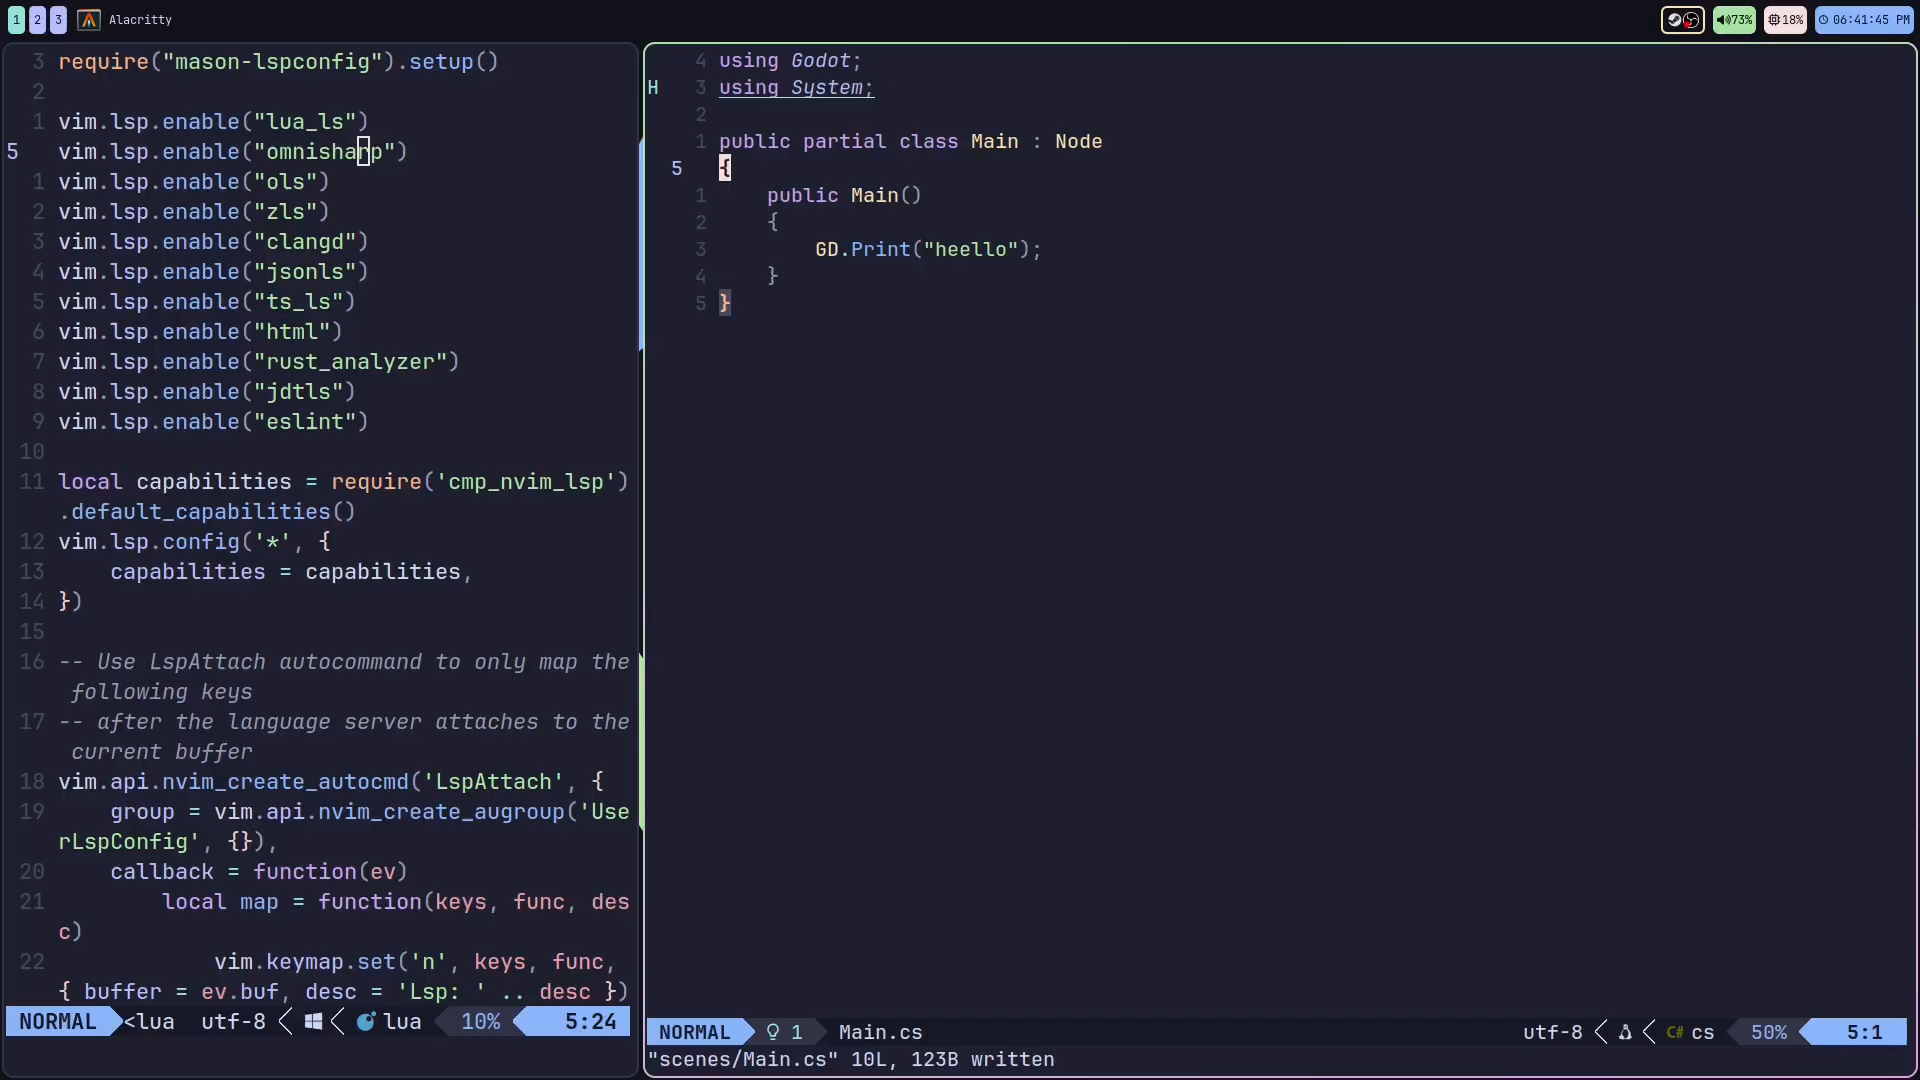 1 2 3 Alacritty
73% 18% 06:41:45 PM
3 require("mason-lspconfig").setup()
2
1 vim.lsp.enable("lua_ls")
5 vim.lsp.enable("omnisharp")
1 vim.lsp.enable("ols")
2 vim.lsp.enable("zls")
3 vim.lsp.enable("clangd")
4 vim.lsp.enable("jsonls")
5 vim.lsp.enable("ts_ls")
6 vim.lsp.enable("html")
7 vim.lsp.enable("rust_analyzer")
8 vim.lsp.enable("jdtls")
9 vim.lsp.enable("eslint")
10
11 local capabilities = require('cmp_nvim_lsp')
.default_capabilities()
12 vim.lsp.config('*', {
13     capabilities = capabilities,
14 })
15
16 -- Use LspAttach autocommand to only map the
following keys
17 -- after the language server attaches to the
current buffer
18 vim.api.nvim_create_autocmd('LspAttach', {
19     group = vim.api.nvim_create_augroup('Use
rLspConfig', {}),
20     callback = function(ev)
21         local map = function(keys, func, des
c)
22             vim.keymap.set('n', keys, func,
{ buffer = ev.buf, desc = 'Lsp: ' .. desc })
NORMAL <lua utf-8 lua 10% 5:24
4 using Godot;
H 3 using System;
2
1 public partial class Main : Node
5 {
1     public Main()
2     {
3         GD.Print("heello");
4     }
5 }
NORMAL 1 Main.cs utf-8 C# cs 50% 5:1
"scenes/Main.cs" 10L, 123B written